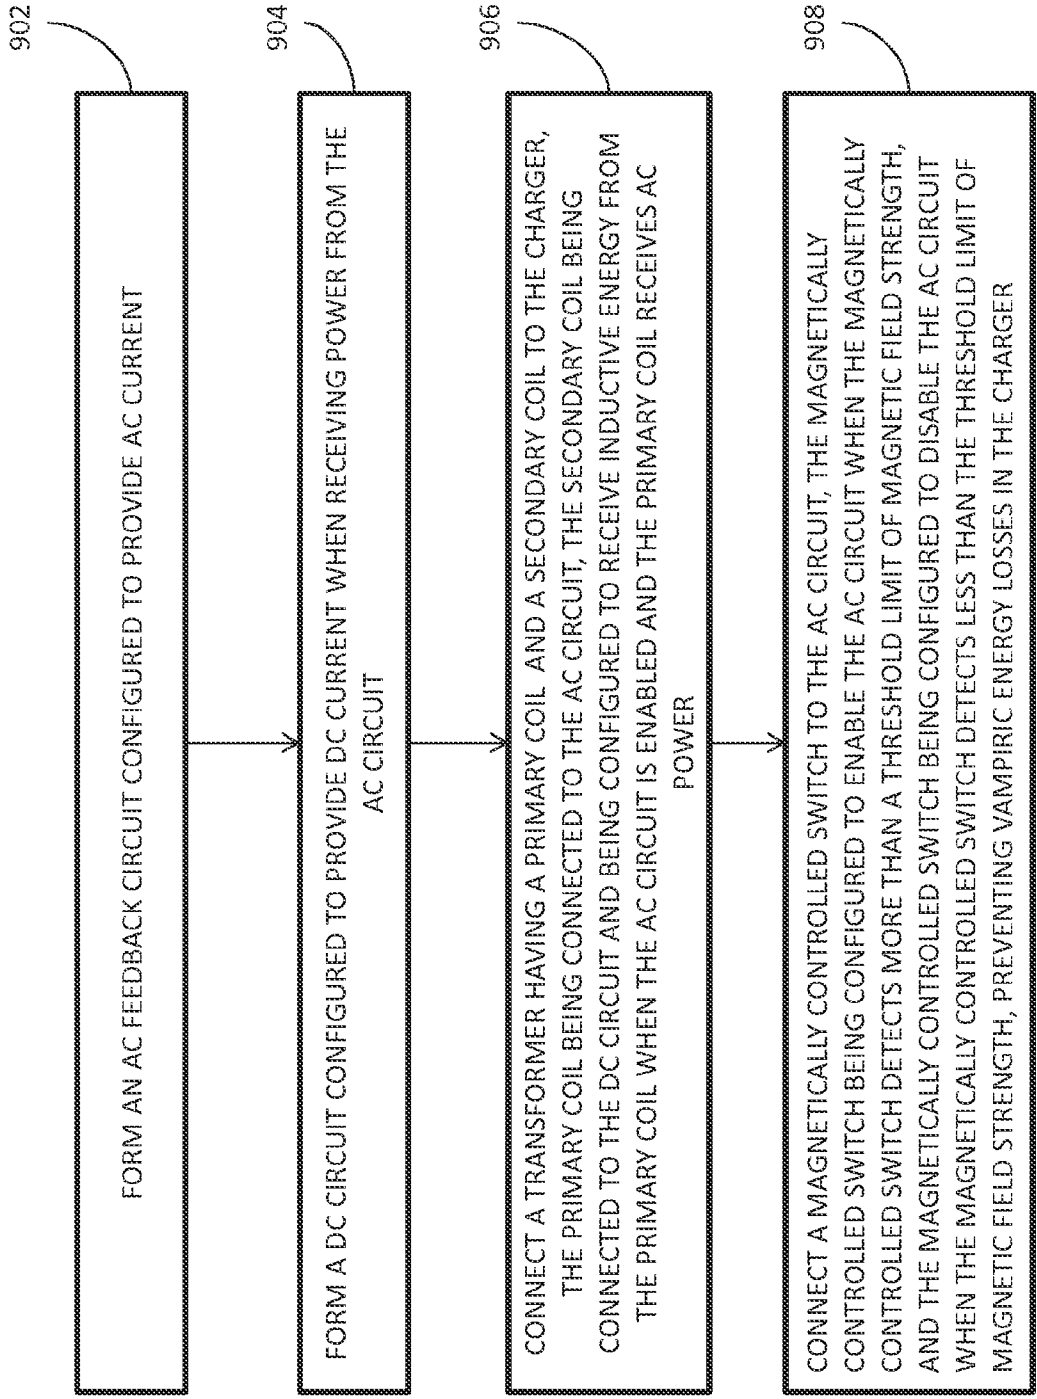 902
FORM AN AC FEEDBACK CIRCUIT CONFIGURED TO PROVIDE AC CURRENT
904
FORM A DC CIRCUIT CONFIGURED TO PROVIDE DC CURRENT WHEN RECEIVING POWER FROM THE
AC CIRCUIT
906
CONNECT A TRANSFORMER HAVING A PRIMARY COIL AND A SECONDARY COIL TO THE CHARGER,
THE PRIMARY COIL BEING CONNECTED TO THE AC CIRCUIT, THE SECONDARY COIL BEING
CONNECTED TO THE DC CIRCUIT AND BEING CONFIGURED TO RECEIVE INDUCTIVE ENERGY FROM
THE PRIMARY COIL WHEN THE AC CIRCUIT IS ENABLED AND THE PRIMARY COIL RECEIVES AC
POWER
908
CONNECT A MAGNETICALLY CONTROLLED SWITCH TO THE AC CIRCUIT, THE MAGNETICALLY
CONTROLLED SWITCH BEING CONFIGURED TO ENABLE THE AC CIRCUIT WHEN THE MAGNETICALLY
CONTROLLED SWITCH DETECTS MORE THAN A THRESHOLD LIMIT OF MAGNETIC FIELD STRENGTH,
AND THE MAGNETICALLY CONTROLLED SWITCH BEING CONFIGURED TO DISABLE THE AC CIRCUIT
WHEN THE MAGNETICALLY CONTROLLED SWITCH DETECTS LESS THAN THE THRESHOLD LIMIT OF
MAGNETIC FIELD STRENGTH, PREVENTING VAMPIRIC ENERGY LOSSES IN THE CHARGER